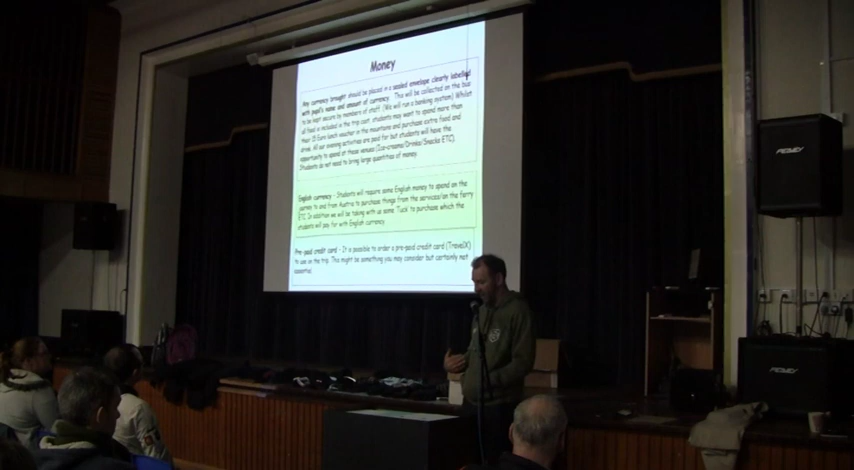 Money
Any currency brought should be placed in a sealed envelope clearly labelled
with pupil's name and amount of currency. This will be collected on the bus
to be kept secure by members of staff. (We will run a banking system) Whilst
all food is included in the trip cost, students may want to spend more than
their 15 Euro lunch voucher in the mountains and purchase extra food and
drink. All our evening activities are paid for but students will have the
opportunity to spend at these venues (Ice-creams/Drinks/Snacks ETC).
Students do not need to bring large quantities of money.
English currency - Students will require some English money to spend on the
journey to and from Austria to purchase things from the services/on the ferry
ETC. In addition we will be taking with us some 'Tuck' to purchase which the
students will pay for with English currency.
Pre-paid credit card - It is possible to order a pre-paid credit card (TravelX)
to use on the trip. This might be something you may consider but certainly not
essential.
PEAVEY
PEAVEY